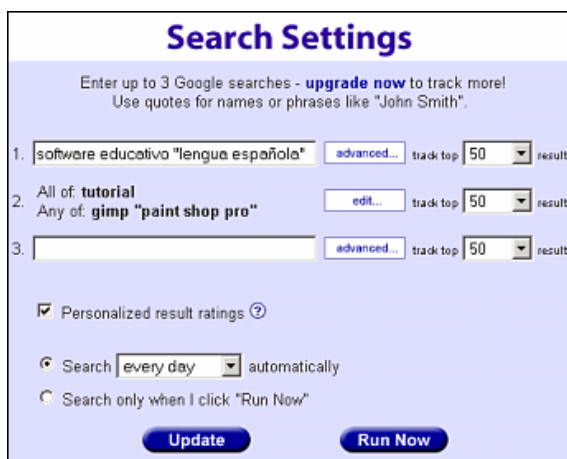 Search Settings
Enter up to 3 Google searches - upgrade now to track more!
Use quotes for names or phrases like "John Smith".
1. software educativo "lengua española" advanced... track top 50 result
2. All of: tutorial
Any of: gimp "paint shop pro" edit... track top 50 result
3. advanced... track top 50 result
Personalized result ratings ?
Search every day automatically
Search only when I click "Run Now"
Update Run Now